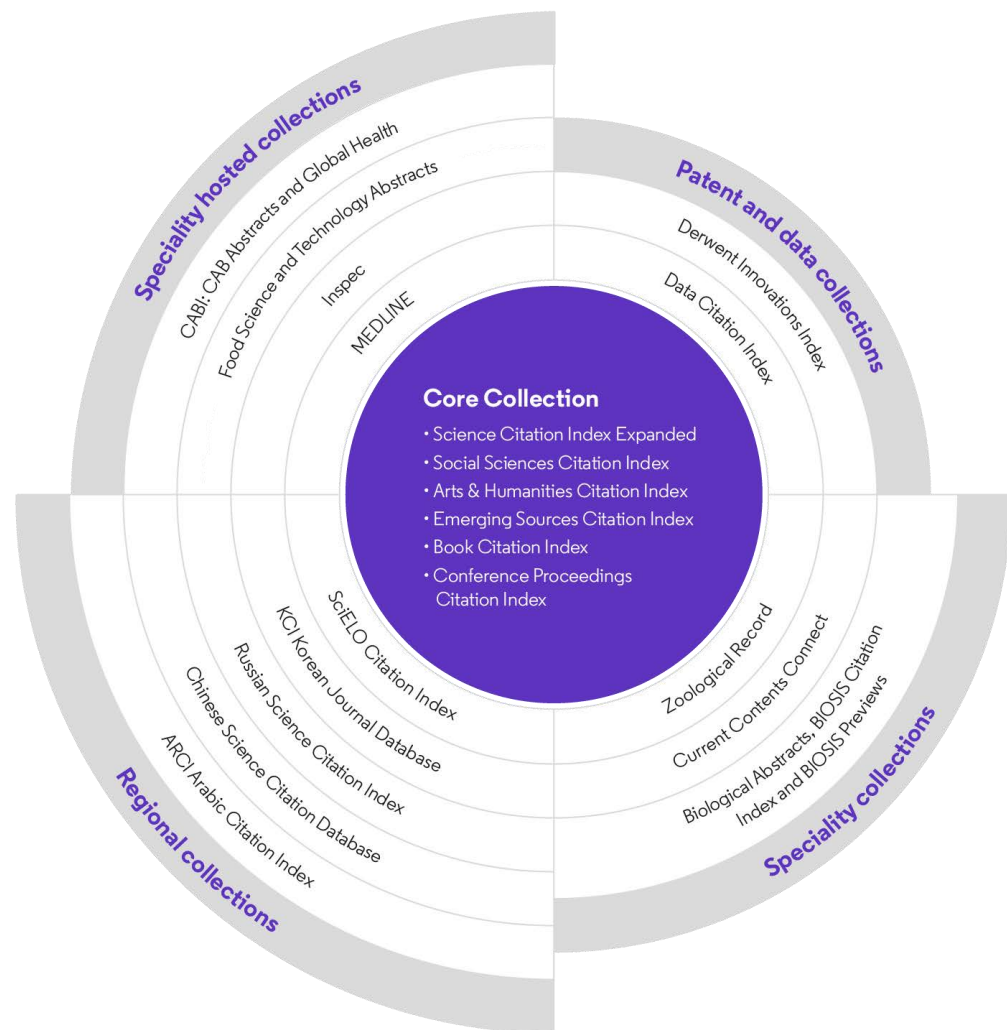 Speciality hosted collections
CABI: CAB Abstracts and Global Health
Food Science and Technology Abstracts
Inspec
MEDLINE
Patent and data collections
Derwent Innovations Index
Data Citation Index
Core Collection
• Science Citation Index Expanded
• Social Sciences Citation Index
• Arts & Humanities Citation Index
• Emerging Sources Citation Index
• Book Citation Index
• Conference Proceedings
Citation Index
SciELO Citation Index
KCI Korean Journal Database
Russian Science Citation Index
Chinese Science Citation Database
ARCI Arabic Citation Index
Regional collections
Zoological Record
Current Contents Connect
Biological Abstracts, BIOSIS Citation
Index and BIOSIS Previews
Speciality collections